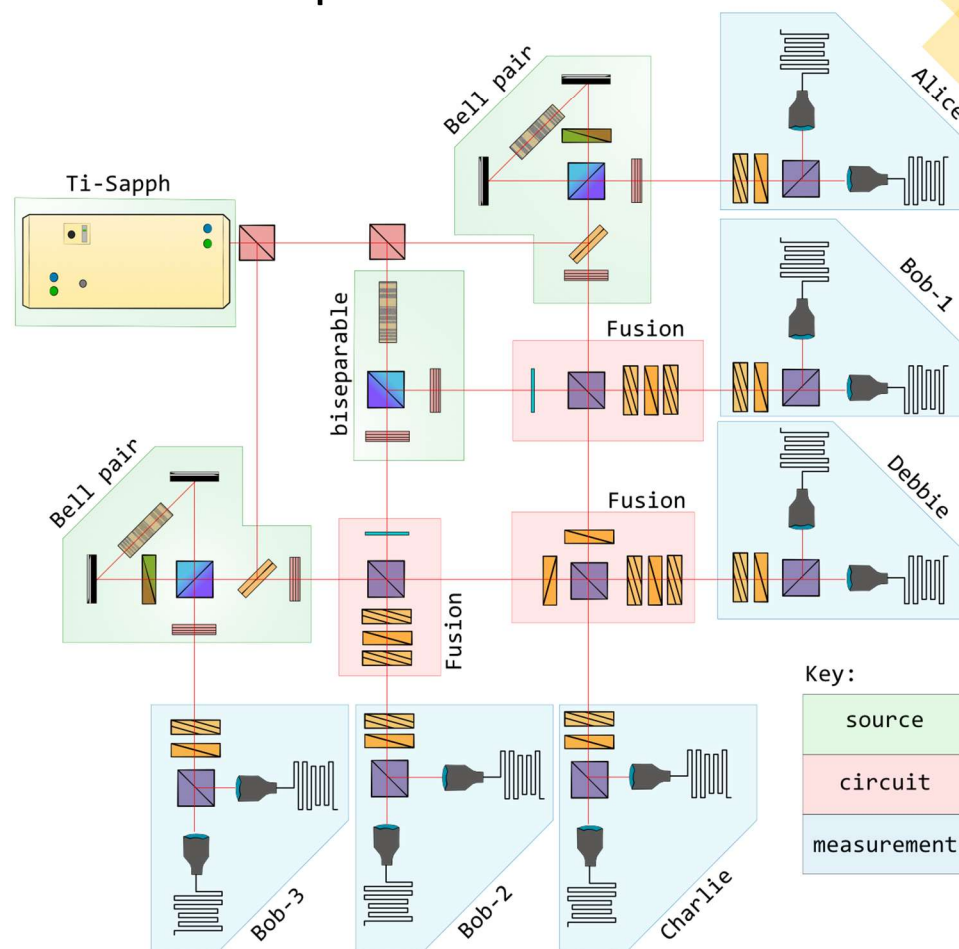 Bell pair
Alice
Ti-Sapph
Bob-1
biseparable
Fusion
Bell pair
Fusion
Debbie
Fusion
Key:
source
circuit
measurement
Bob-3
Bob-2
Charlie